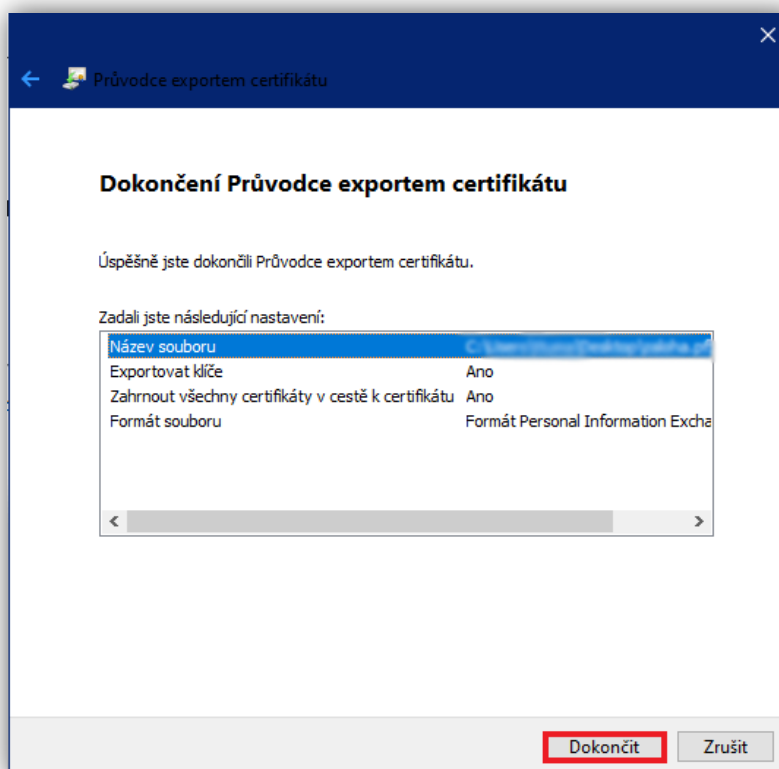 Průvodce exportem certifikátu
Dokončení Průvodce exportem certifikátu
Úspěšně jste dokončili Průvodce exportem certifikátu.
Zadali jste následující nastavení:
Název souboru
Exportovat klíče Ano
Zahrnout všechny certifikáty v cestě k certifikátu Ano
Formát souboru Formát Personal Information Excha
Dokončit Zrušit